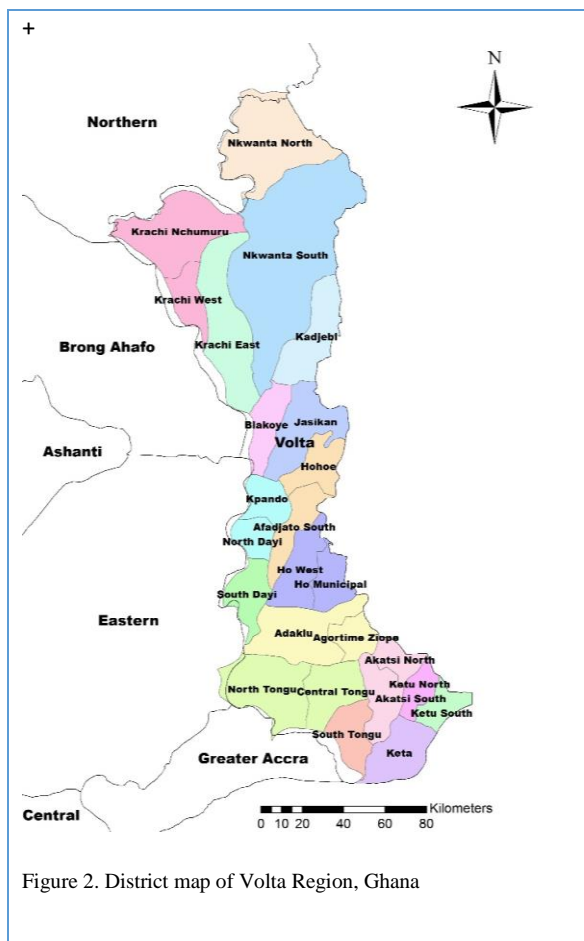 +
N
Northern
Nkwanta North
Krachi Nchumuru
Nkwanta South
Krachi West
Kadjebi
Brong Ahafo
Krachi East
Blakoye
Jasikan
Volta
Ashanti
Hohoe
Kpando
Afadjato South
North Dayi
Ho West
Ho Municipal
South Dayi
Eastern
Adaklu
Agortime Ziope
Akatsi North
North Tongu
Central Tongu
Ketu North
Akatsi South
Ketu South
South Tongu
Keta
Greater Accra
Central
Kilometers
0 10 20 40 60 80
Figure 2. District map of Volta Region, Ghana